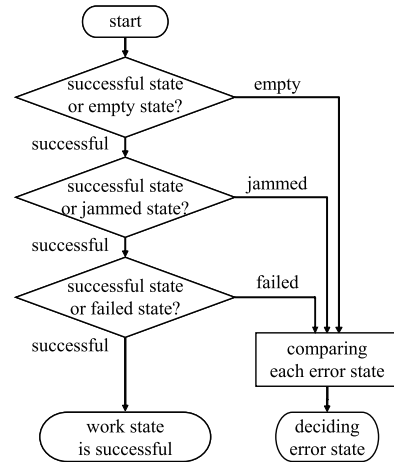 start
successful state
or empty state?
empty
successful
successful state
or jammed state?
jammed
successful
successful state
or failed state?
failed
successful
comparing
each error state
work state
is successful
deciding
error state